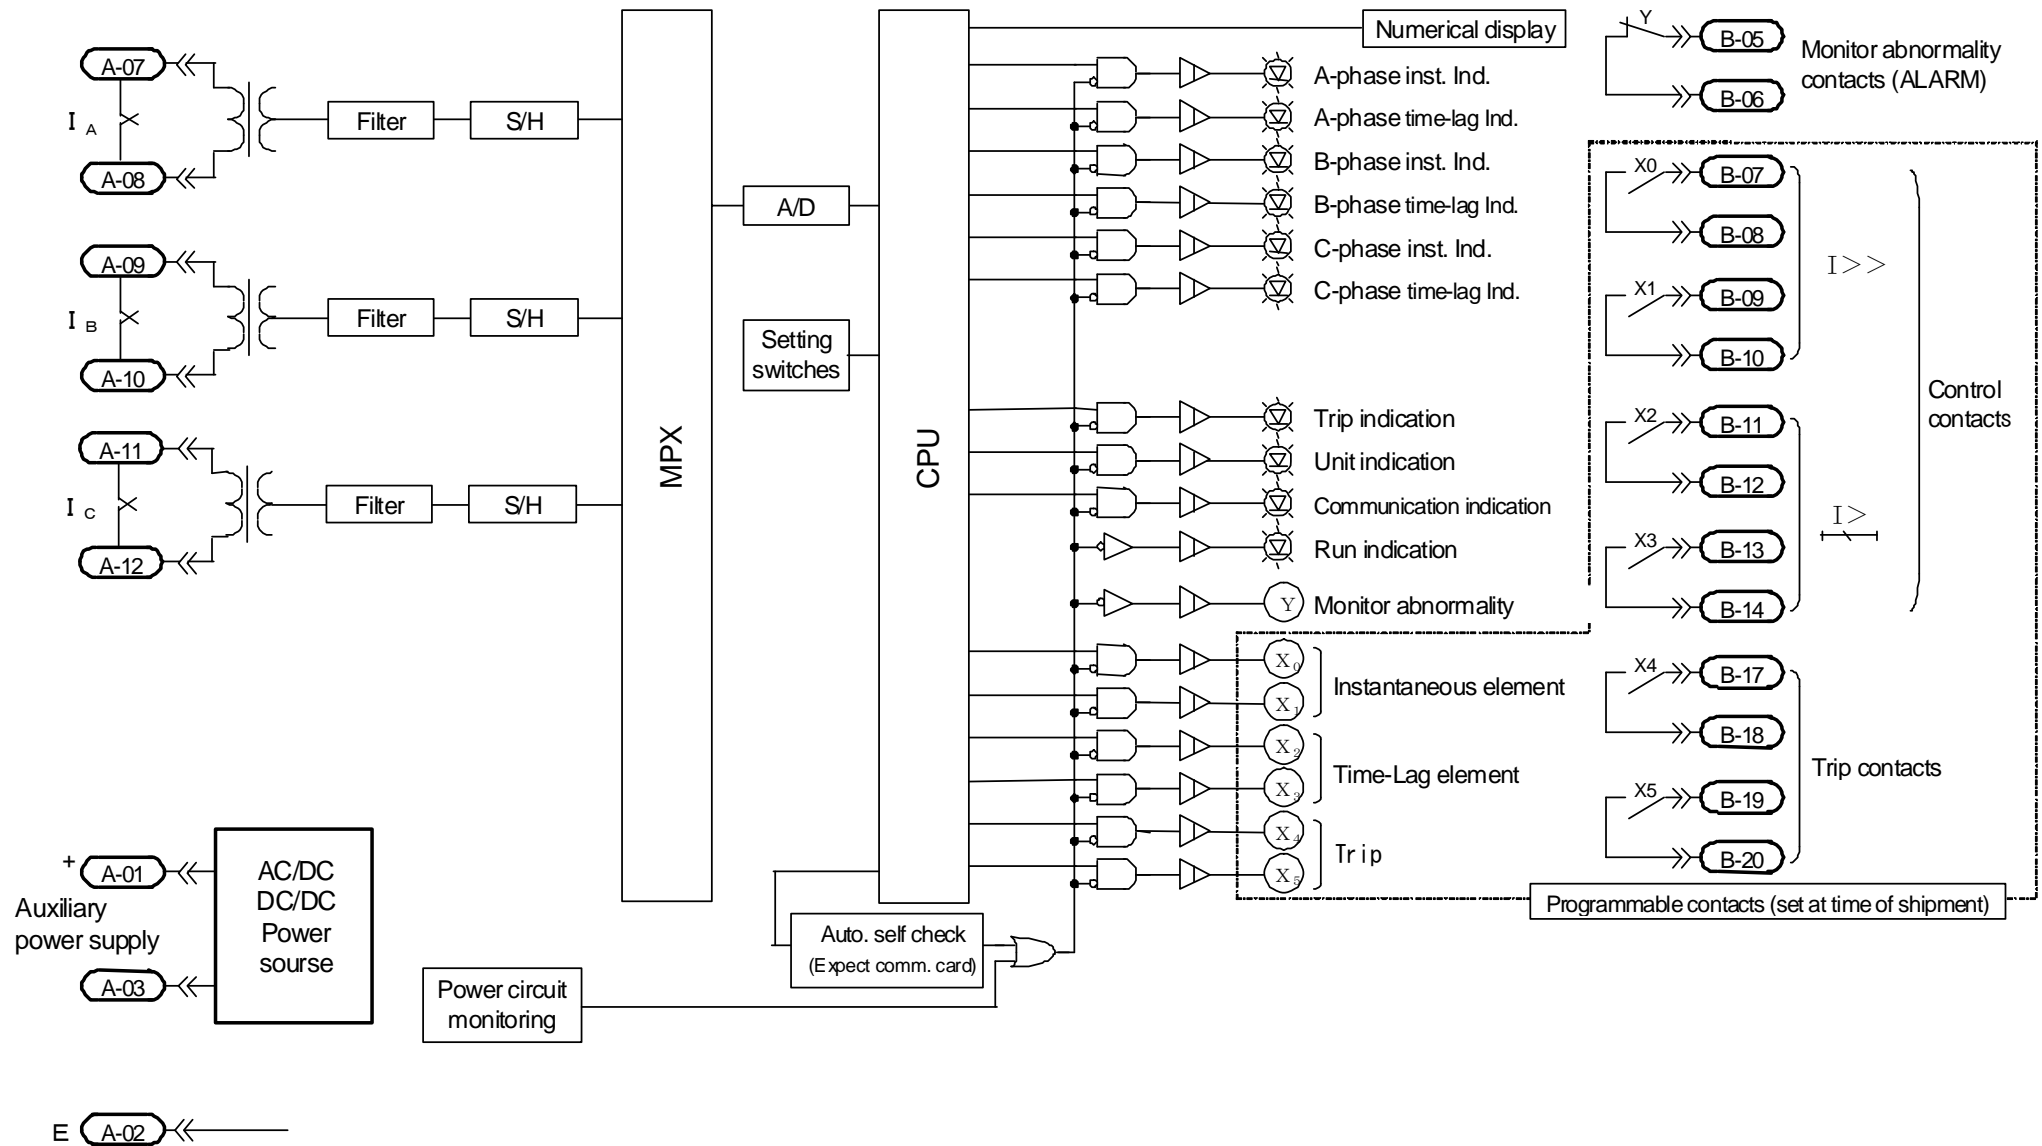 A-07
I A
A-08
A-09
I B
A-10
A-11
I C
A-12
Filter
S/H
Filter
S/H
Filter
S/H
MPX
A/D
Setting
switches
CPU
+
A-01
Auxiliary
power supply
A-03
AC/DC
DC/DC
Power
sourse
E
A-02
Power circuit
monitoring
Auto. self check
(Expect comm. card)
Numerical display
A-phase inst. Ind.
A-phase time-lag Ind.
B-phase inst. Ind.
B-phase time-lag Ind.
C-phase inst. Ind.
C-phase time-lag Ind.
Trip indication
Unit indication
Communication indication
Run indication
Y
Monitor abnormality
X0
X1
Instantaneous element
X2
X3
Time-Lag element
X4
X5
Trip
Y
B-05
B-06
Monitor abnormality
contacts (ALARM)
X0
B-07
B-08
X1
B-09
B-10
I>>
X2
B-11
B-12
X3
B-13
B-14
I>
Control
contacts
X4
B-17
B-18
X5
B-19
B-20
Trip contacts
Programmable contacts (set at time of shipment)